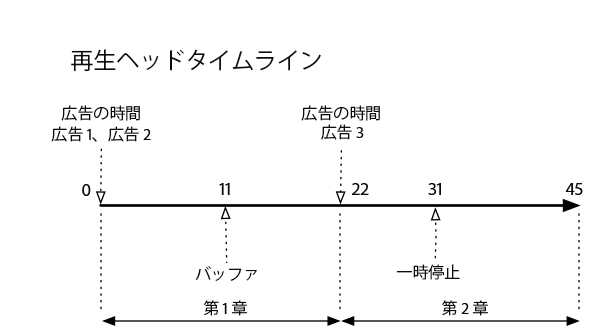 再生ヘッドタイムライン
広告の時間
広告 1、広告 2
広告の時間
広告 3
0
11
22
31
45
バッファ
一時停止
第 1 章
第 2 章